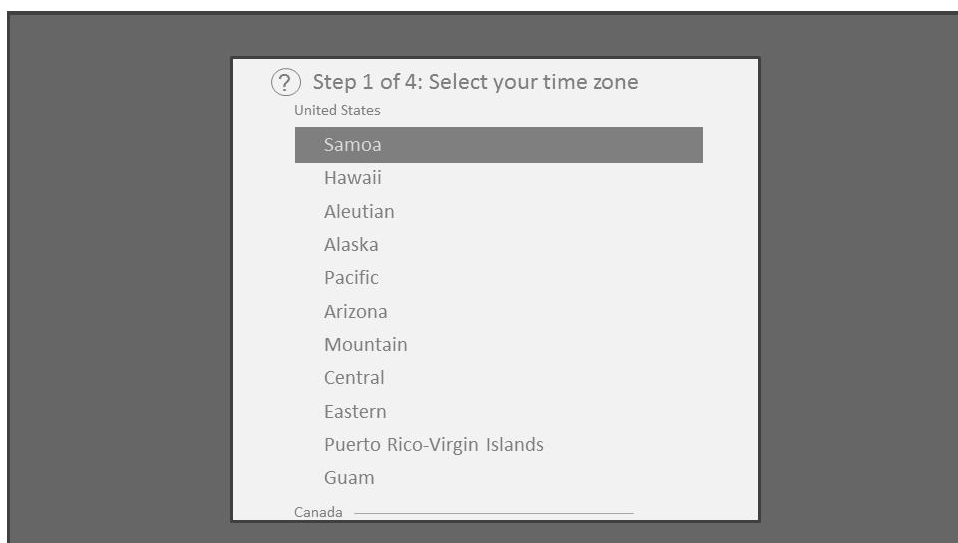 ? Step 1 of 4: Select your time zone
United States
Samoa
Hawaii
Aleutian
Alaska
Pacific
Arizona
Mountain
Central
Eastern
Puerto Rico-Virgin Islands
Guam
Canada